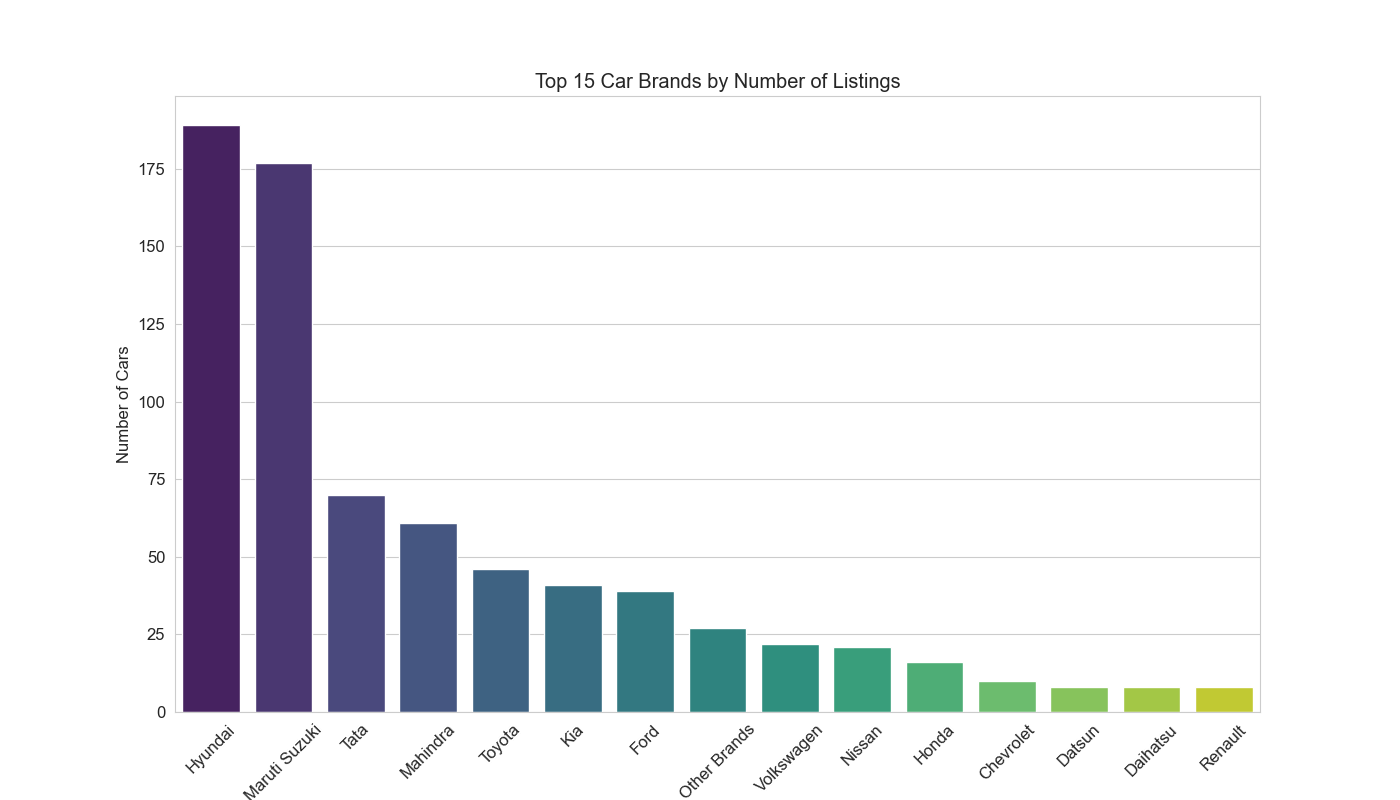 Top 15 Car Brands by Number of Listings
Number of Cars
175
150
125
100
75
50
25
0
Hyundai
Maruti Suzuki
Tata
Mahindra
Toyota
Kia
Ford
Other Brands
Volkswagen
Nissan
Honda
Chevrolet
Datsun
Daihatsu
Renault